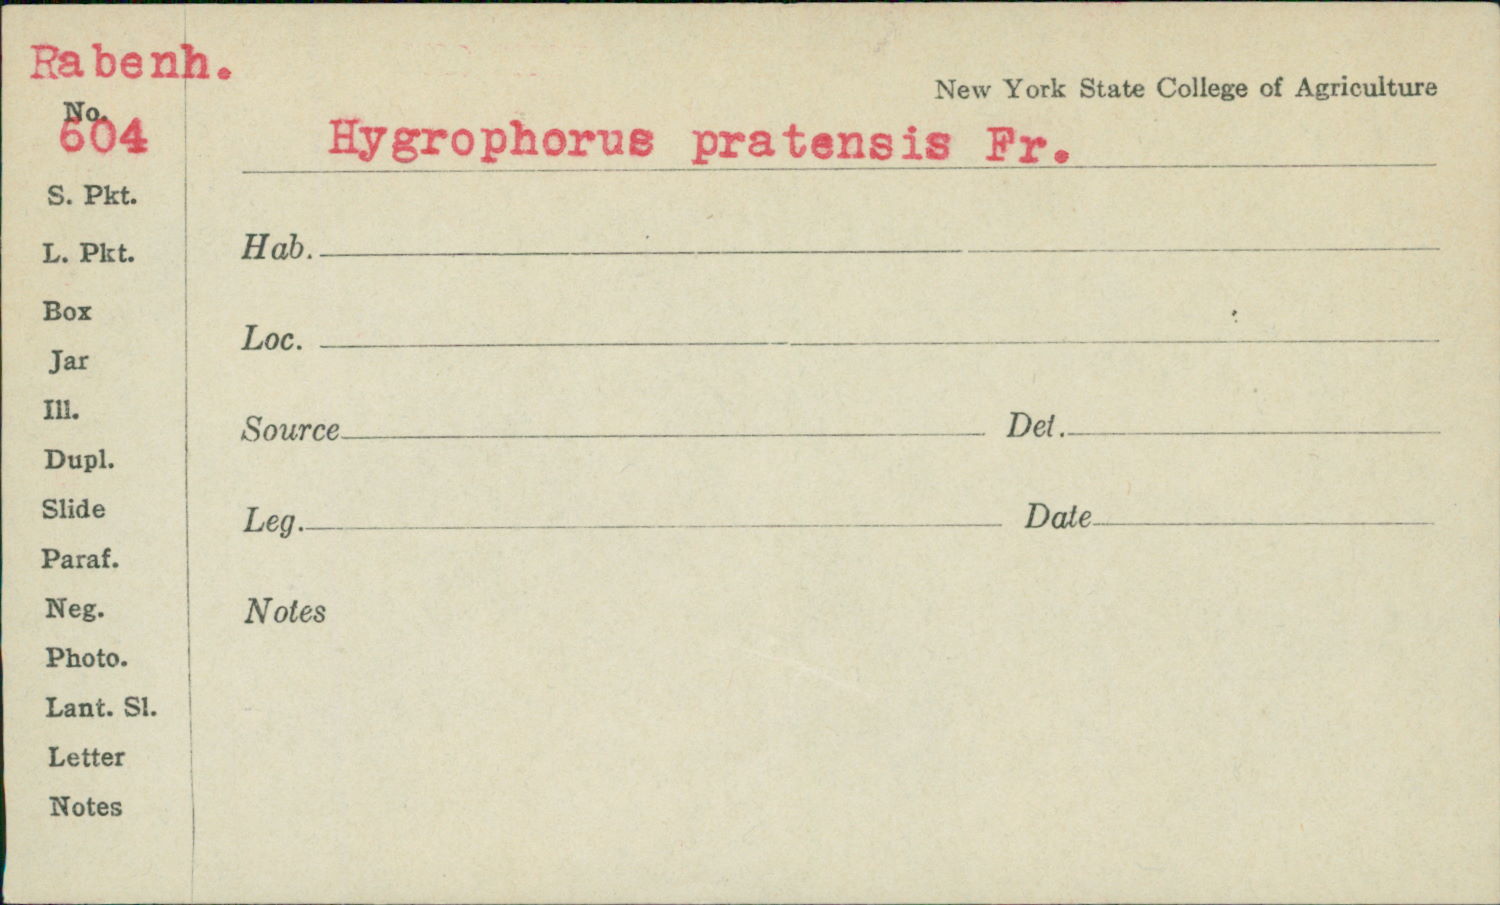 Rabenh.
No.
604
New York State College of Agriculture
Hygrophorus pratensis Fr.
S. Pkt.
L. Pkt.
Box
Jar
Ill.
Dupl.
Slide
Paraf.
Neg.
Photo.
Lant. Sl.
Letter
Notes
Hab.
Loc.
Source Det.
Leg. Date
Notes